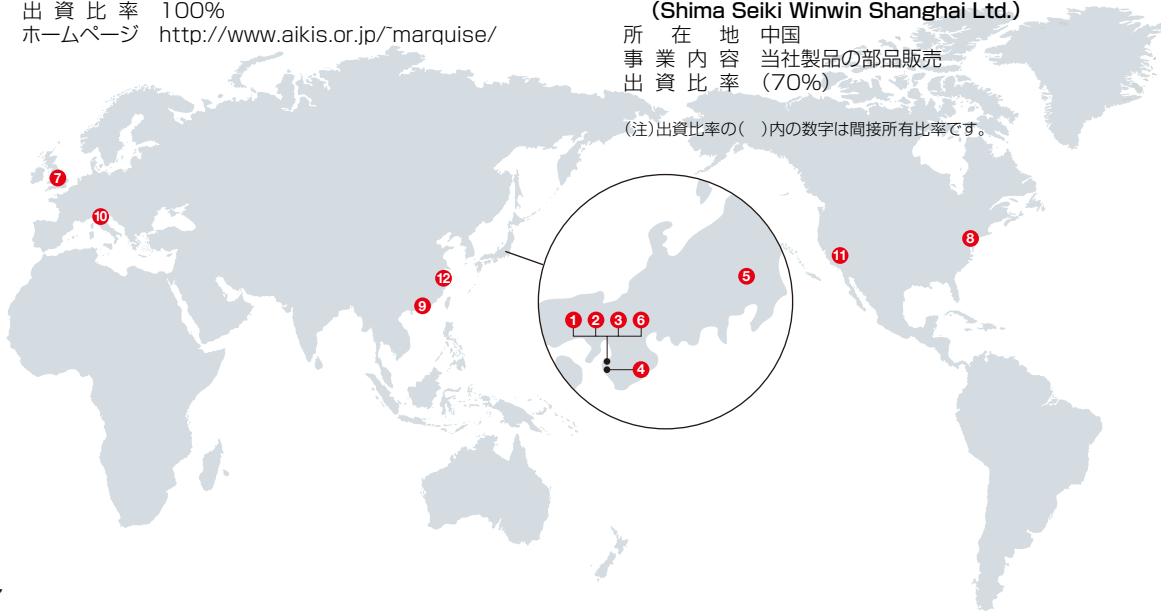 出資比率 100%
ホームページ http://www.aikis.or.jp/~marquise/
(Shima Seiki Winwin Shanghai Ltd.)
所在地 中国
事業内容 当社製品の部品販売
出資比率 (70%)
(注)出資比率の( )内の数字は間接所有比率です。
7
10
12
9
5
1 2 3 6
4
8
11